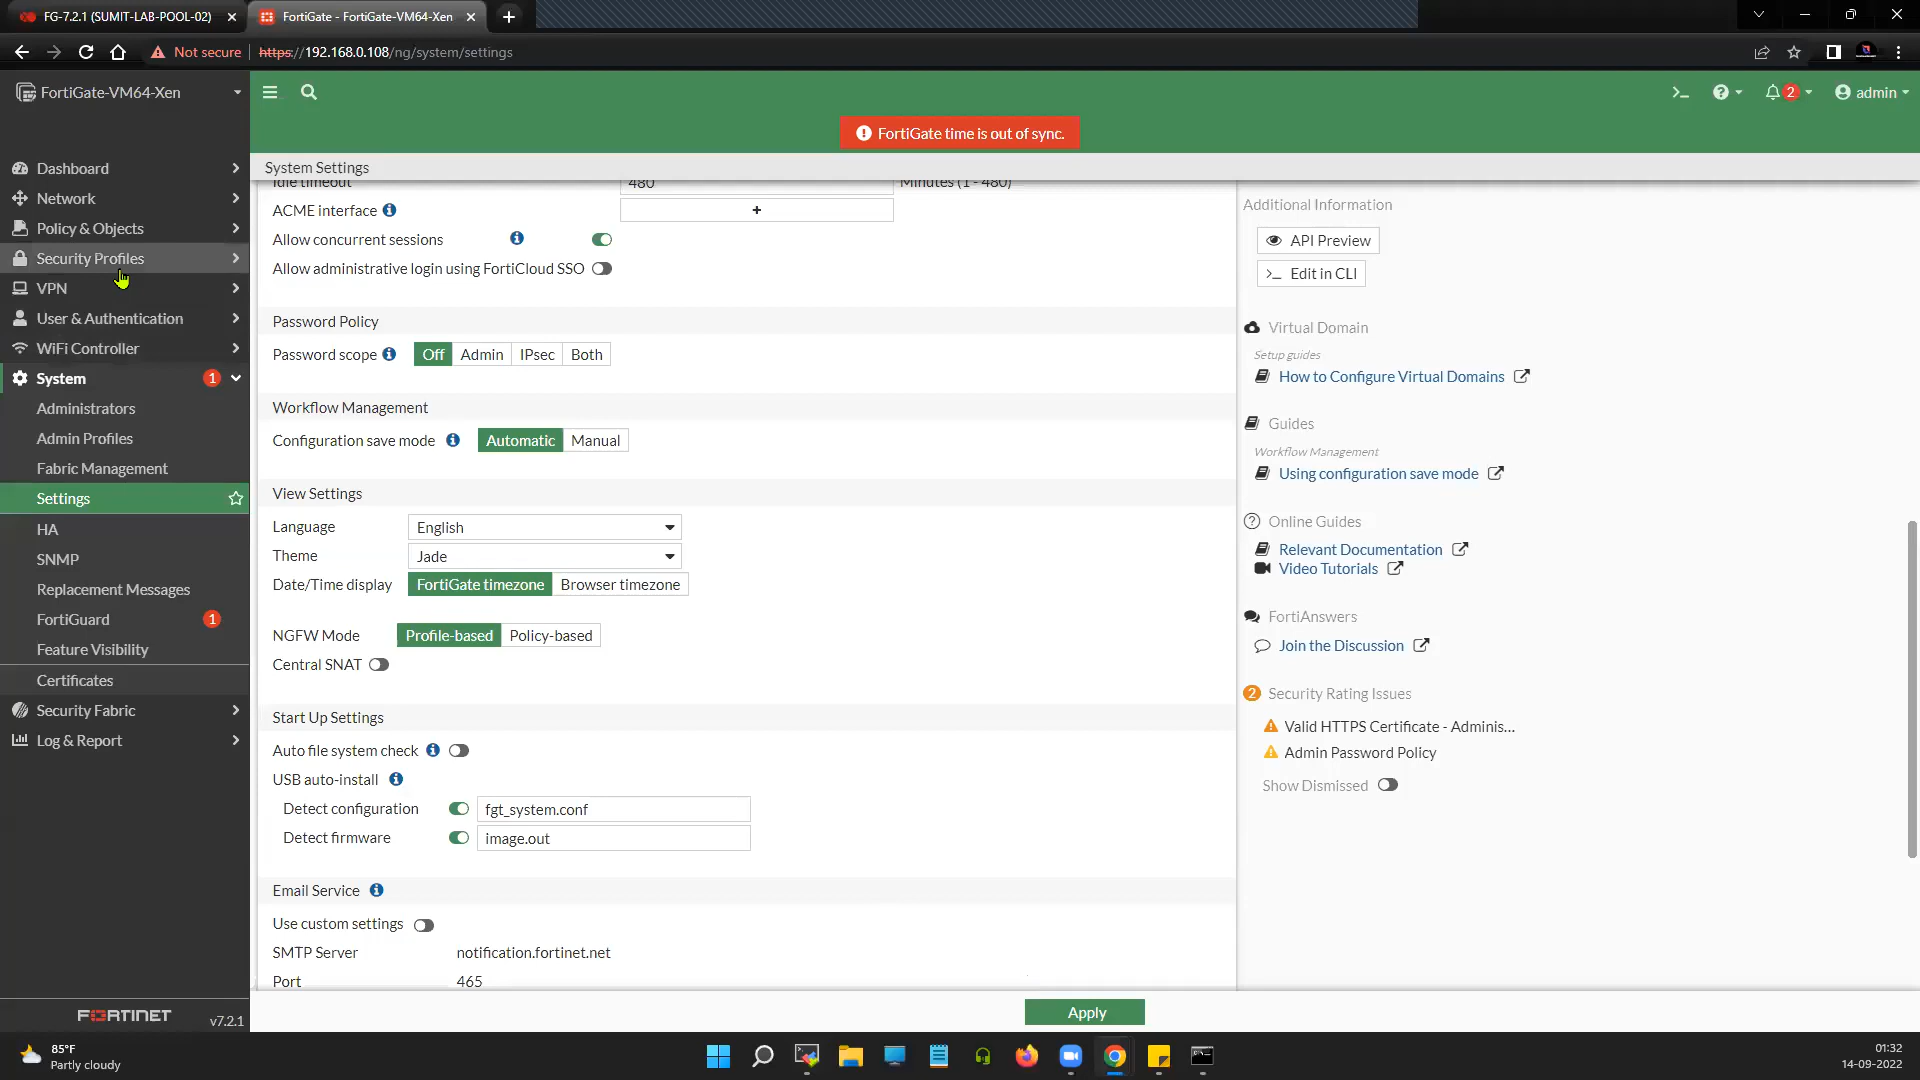 FG-7.2.1 (SUMIT-LAB-POOL-02)
FortiGate - FortiGate-VM64-Xen
Not secure
https://192.168.0.108/ng/system/settings
FortiGate-VM64-Xen
2
admin
FortiGate time is out of sync.
Dashboard
Network
Policy & Objects
Security Profiles
VPN
User & Authentication
WiFi Controller
System 1
Administrators
Admin Profiles
Fabric Management
Settings
HA
SNMP
Replacement Messages
FortiGuard 1
Feature Visibility
Certificates
Security Fabric
Log & Report
FORTINET v7.2.1
System Settings
Idle timeout 480 Minutes (1 - 480)
ACME interface +
Allow concurrent sessions
Allow administrative login using FortiCloud SSO
Password Policy
Password scope Off Admin IPsec Both
Workflow Management
Configuration save mode Automatic Manual
View Settings
Language English
Theme Jade
Date/Time display FortiGate timezone Browser timezone
NGFW Mode Profile-based Policy-based
Central SNAT
Start Up Settings
Auto file system check
USB auto-install
Detect configuration fgt_system.conf
Detect firmware image.out
Email Service
Use custom settings
SMTP Server notification.fortinet.net
Port 465
Apply
Additional Information
API Preview
>_ Edit in CLI
Virtual Domain
Setup guides
How to Configure Virtual Domains
Guides
Workflow Management
Using configuration save mode
Online Guides
Relevant Documentation
Video Tutorials
FortiAnswers
Join the Discussion
2 Security Rating Issues
Valid HTTPS Certificate - Adminis...
Admin Password Policy
Show Dismissed
85°F
Partly cloudy
01:32
14-09-2022